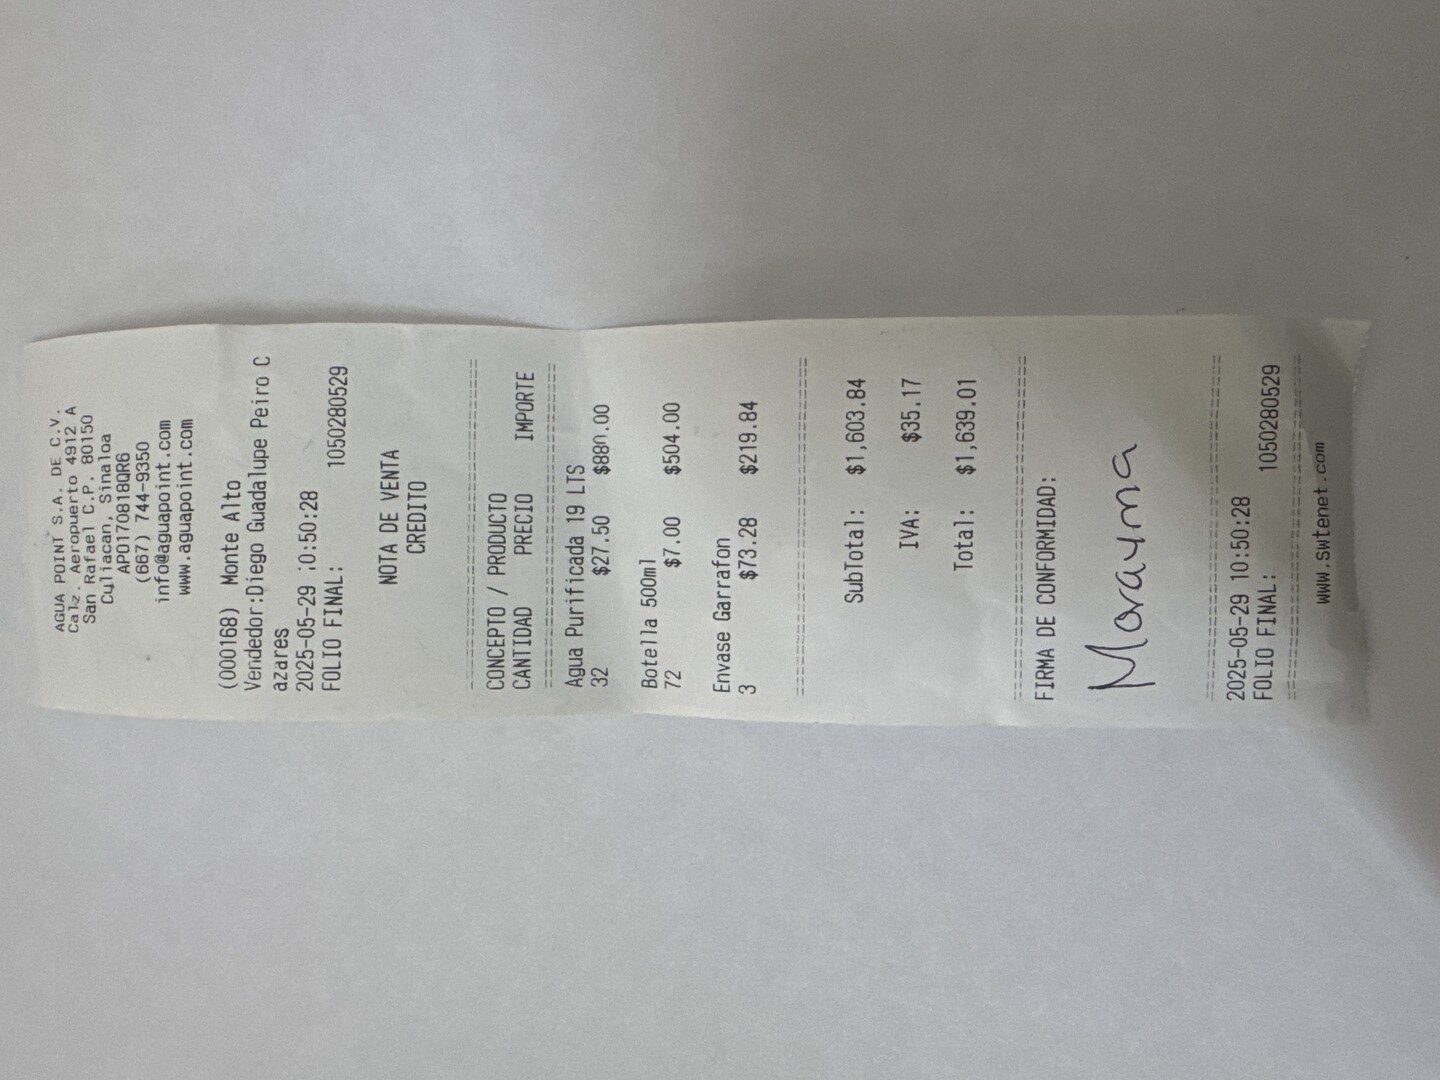 AGUA POINT S.A. DE C.V.
Calz. Aeropuerto 4912 A
San Rafael C.P. 80150
Culiacan, Sinaloa
APO170818QR6
(667) 744-9350
info@aguapoint.com
www.aguapoint.com
(000168) Monte Alto
Vendedor:Diego Guadalupe Peiro C
azares
2025-05-29 10:50:28
FOLIO FINAL: 1050280529
NOTA DE VENTA
CREDITO
CONCEPTO / PRODUCTO
CANTIDAD PRECIO IMPORTE
Agua Purificada 19 LTS
32 $27.50 $880.00
Botella 500ml
72 $7.00 $504.00
Envase Garrafon
3 $73.28 $219.84
SubTotal: $1,603.84
IVA: $35.17
Total: $1,639.01
FIRMA DE CONFORMIDAD:
Morayma
2025-05-29 10:50:28
FOLIO FINAL: 1050280529
www.swtenet.com